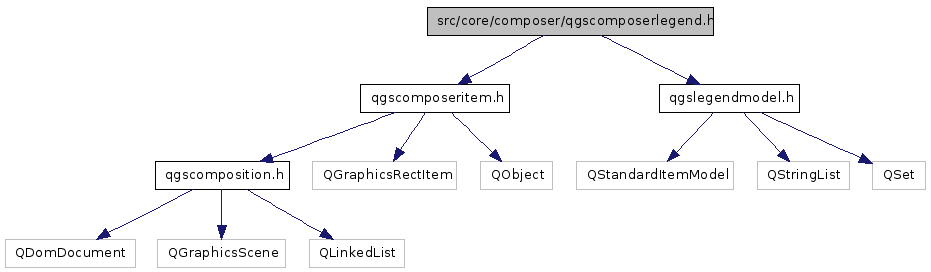 src/core/composer/qgscomposerlegend.h
qgscomposeritem.h
qgslegendmodel.h
qgscomposition.h
QGraphicsRectItem
QObject
QStandardItemModel
QStringList
QSet
QDomDocument
QGraphicsScene
QLinkedList